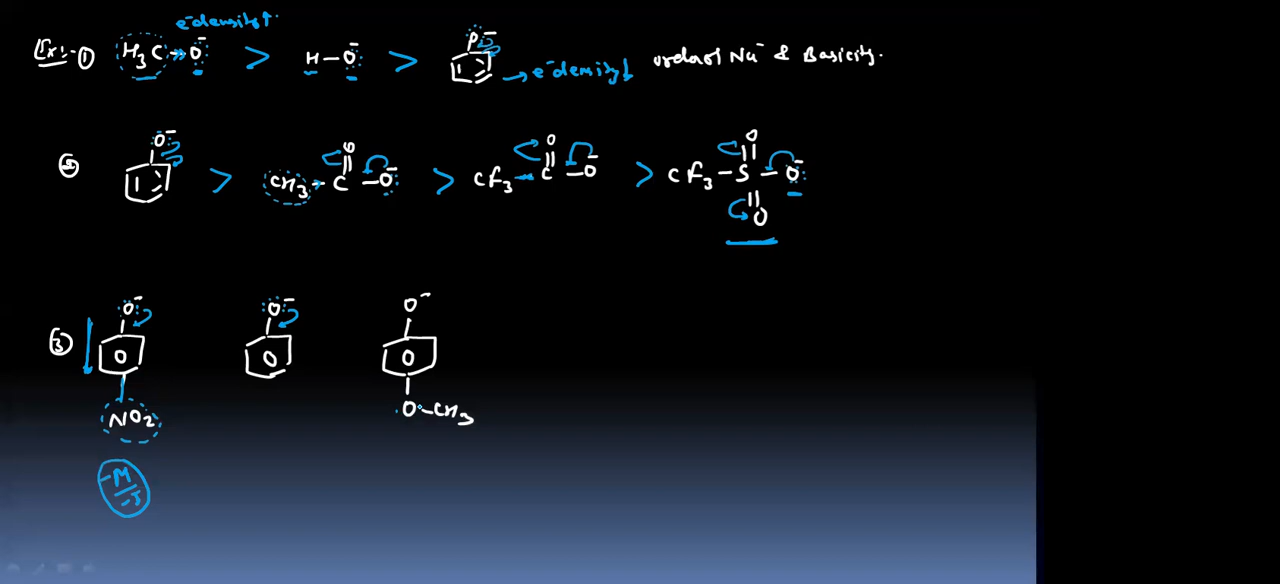 e⁻density↑.
Ex:-① H₃C→O⁻ > H-O⁻ > O⁻ →e⁻density↓ order of Nu⁻ & Basicity.
② O⁻ > CH₃-C(=O)-O⁻ > CF₃-C(=O)-O⁻ > CF₃-S(=O)(=O)-O⁻
③ O⁻ O⁻ O⁻
NO₂ O-CH₃
-M
-I